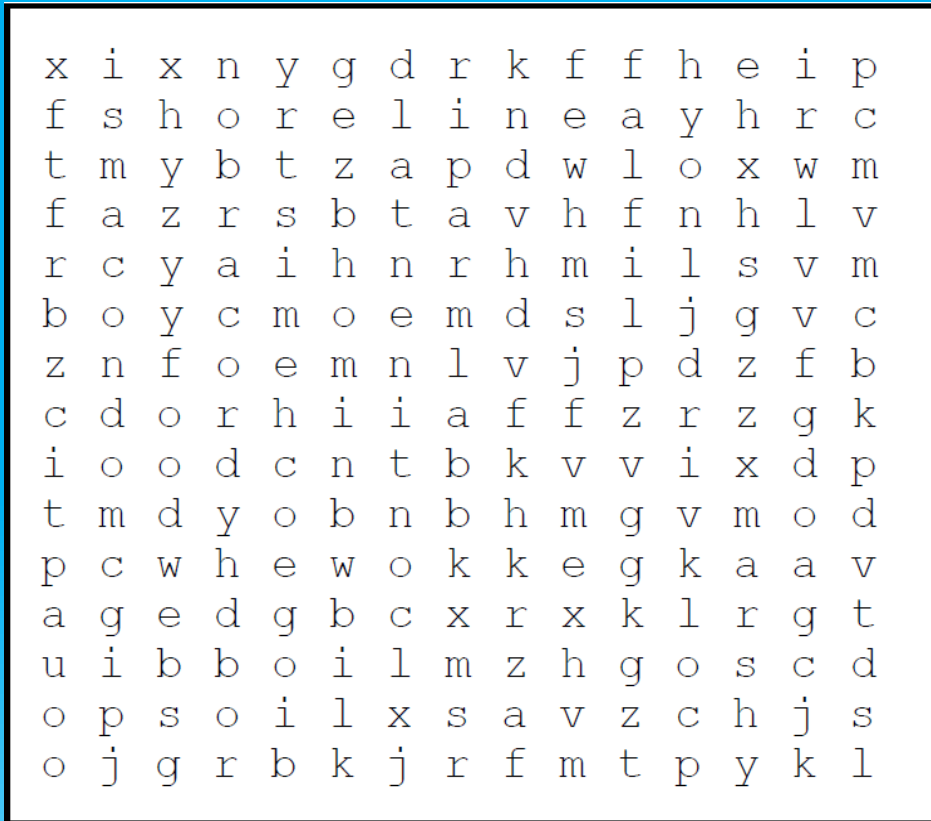 x i x n y g d r k f f h e i p
f s h o r e l i n e a y h r c
t m y b t z a p d w l o x w m
f a z r s b t a v h f n h l v
r c y a i h n r h m i l s v m
b o y c m o e m d s l j g v c
z n f o e m n l v j p d z f b
c d o r h i i a f f z r z g k
i o o d c n t b k v v i x d p
t m d y o b n b h m g v m o d
p c w h e w o k k e g k a a v
a g e d g b c x r x k l r g t
u i b b o i l m z h g o s c d
o p s o i l x s a v z c h j s
o j g r b k j r f m t p y k l